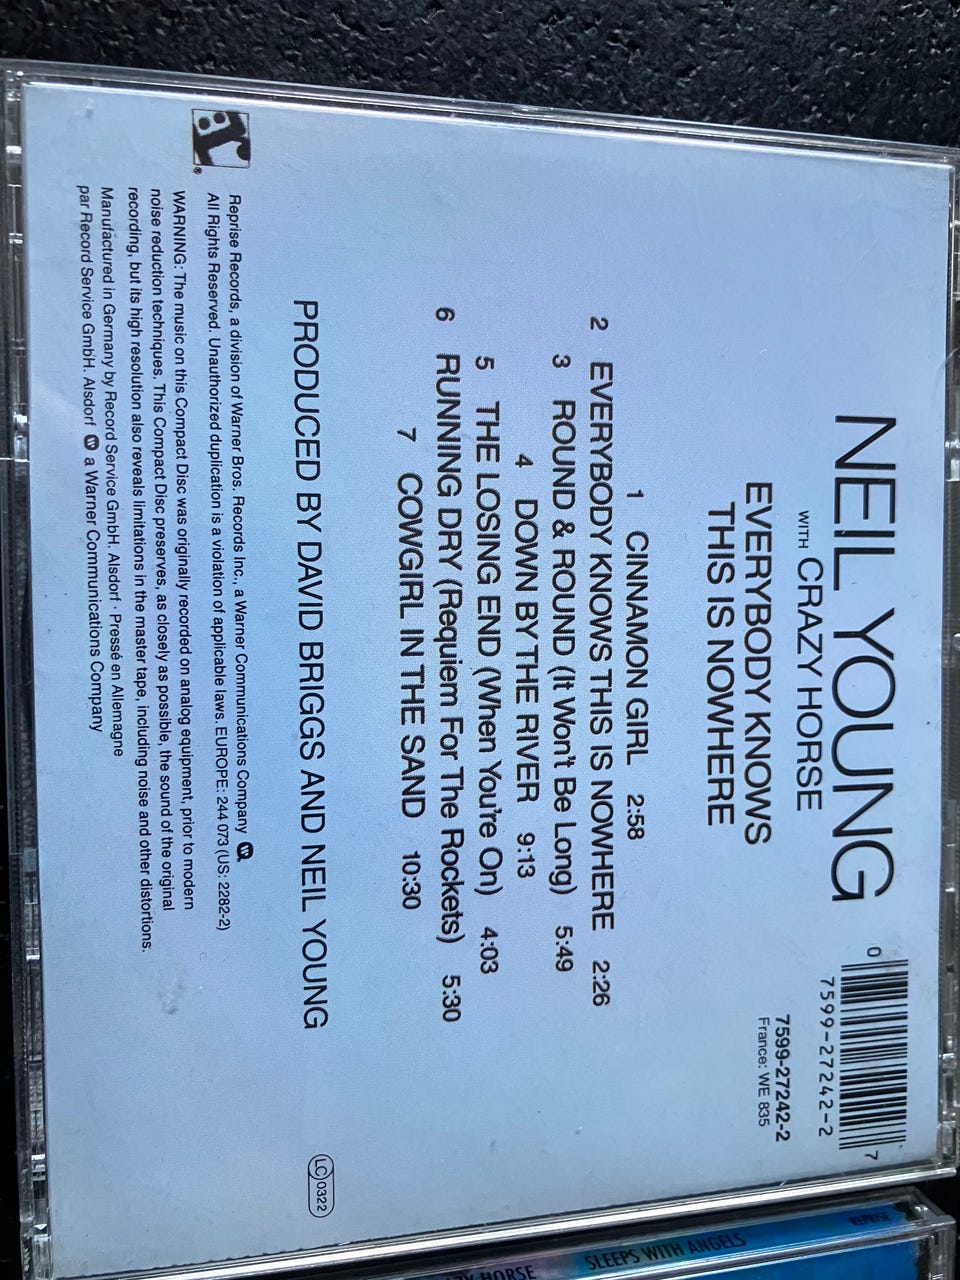 NEIL YOUNG
WITH CRAZY HORSE
EVERYBODY KNOWS
THIS IS NOWHERE
0 7599-27242-2 7
7599-27242-2
France: WE 835
1 CINNAMON GIRL 2:58
2 EVERYBODY KNOWS THIS IS NOWHERE 2:26
3 ROUND & ROUND (It Won't Be Long) 5:49
4 DOWN BY THE RIVER 9:13
5 THE LOSING END (When You're On) 4:03
6 RUNNING DRY (Requiem For The Rockets) 5:30
7 COWGIRL IN THE SAND 10:30
PRODUCED BY DAVID BRIGGS AND NEIL YOUNG
LC 0322
r: ®
Reprise Records, a division of Warner Bros. Records Inc., a Warner Communications Company
All Rights Reserved. Unauthorized duplication is a violation of applicable laws. EUROPE: 244 073 (US: 2282-2)
WARNING: The music on this Compact Disc was originally recorded on analog equipment, prior to modern
noise reduction techniques. This Compact Disc preserves, as closely as possible, the sound of the original
recording, but its high resolution also reveals limitations in the master tape, including noise and other distortions.
Manufactured in Germany by Record Service GmbH. Alsdorf · Pressé en Allemagne
par Record Service GmbH. Alsdorf W a Warner Communications Company
REPRISE
SLEEPS WITH ANGELS
HORSE